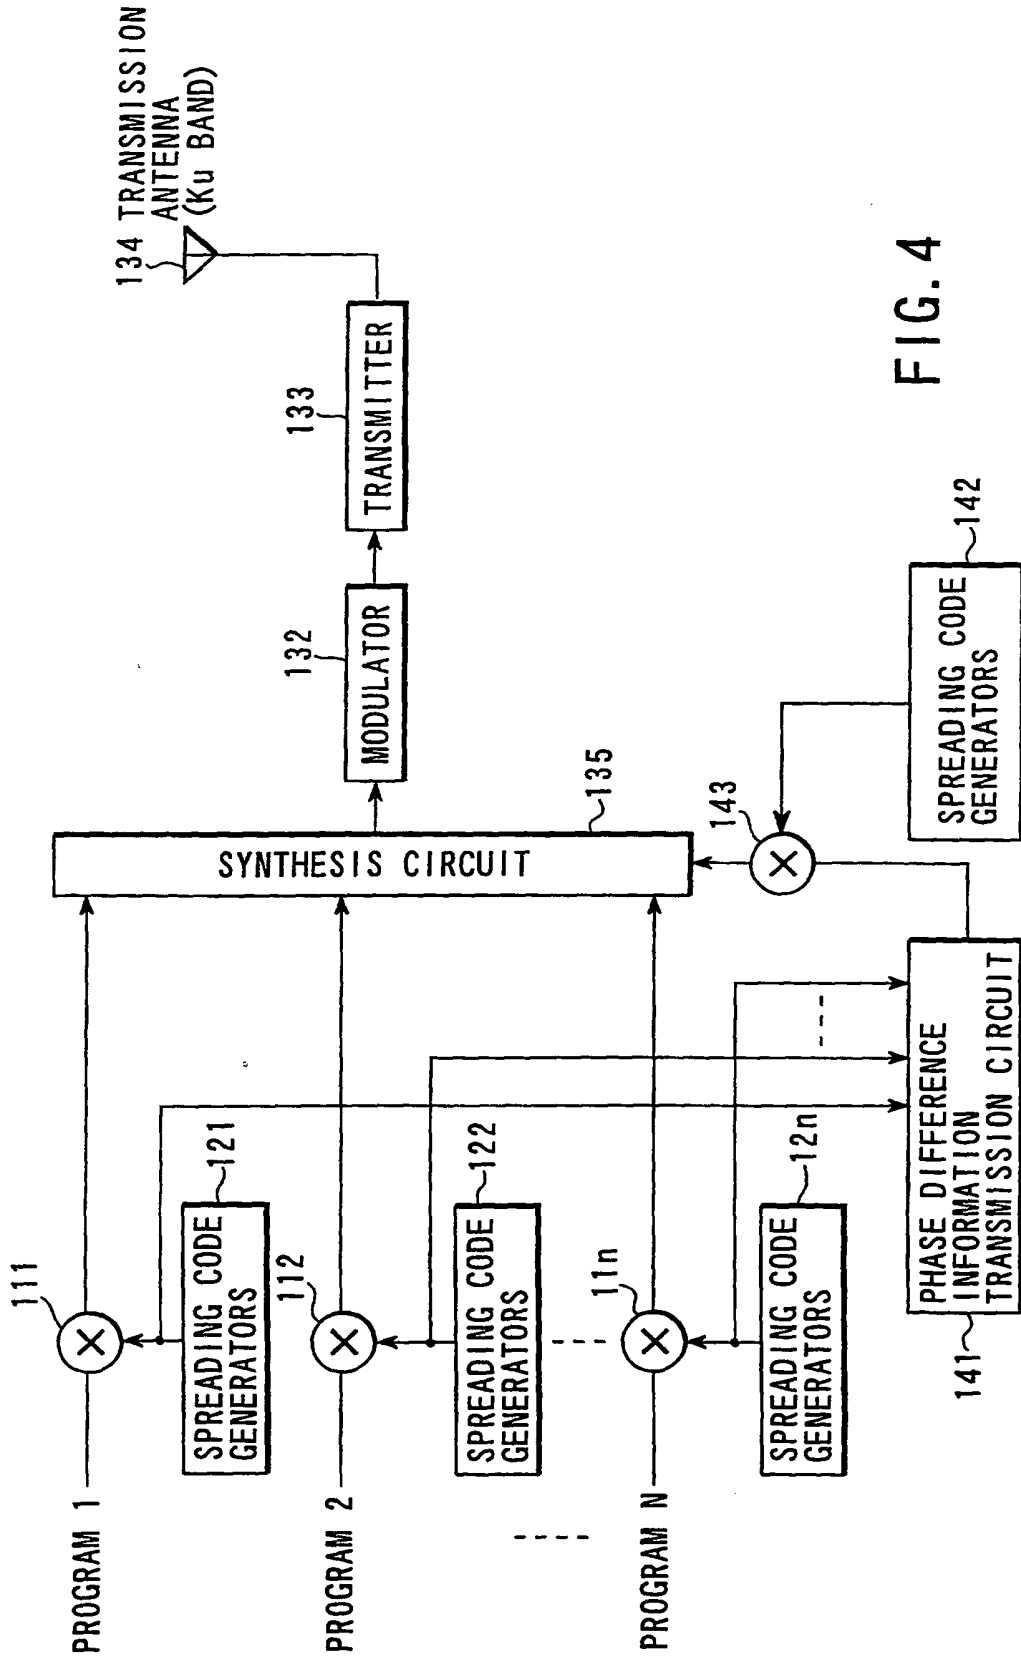 134 TRANSMISSION
ANTENNA
(Ku BAND)
133
TRANSMITTER
132
MODULATOR
135
SYNTHESIS CIRCUIT
111
PROGRAM 1
121
SPREADING CODE
GENERATORS
112
PROGRAM 2
122
SPREADING CODE
GENERATORS
11n
PROGRAM N
12n
SPREADING CODE
GENERATORS
143
142
SPREADING CODE
GENERATORS
141
PHASE DIFFERENCE
INFORMATION
TRANSMISSION CIRCUIT
FIG. 4